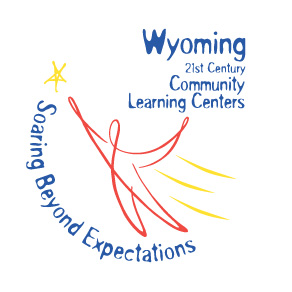 Wyoming
21st Century
Community
Learning Centers
Soaring Beyond Expectations